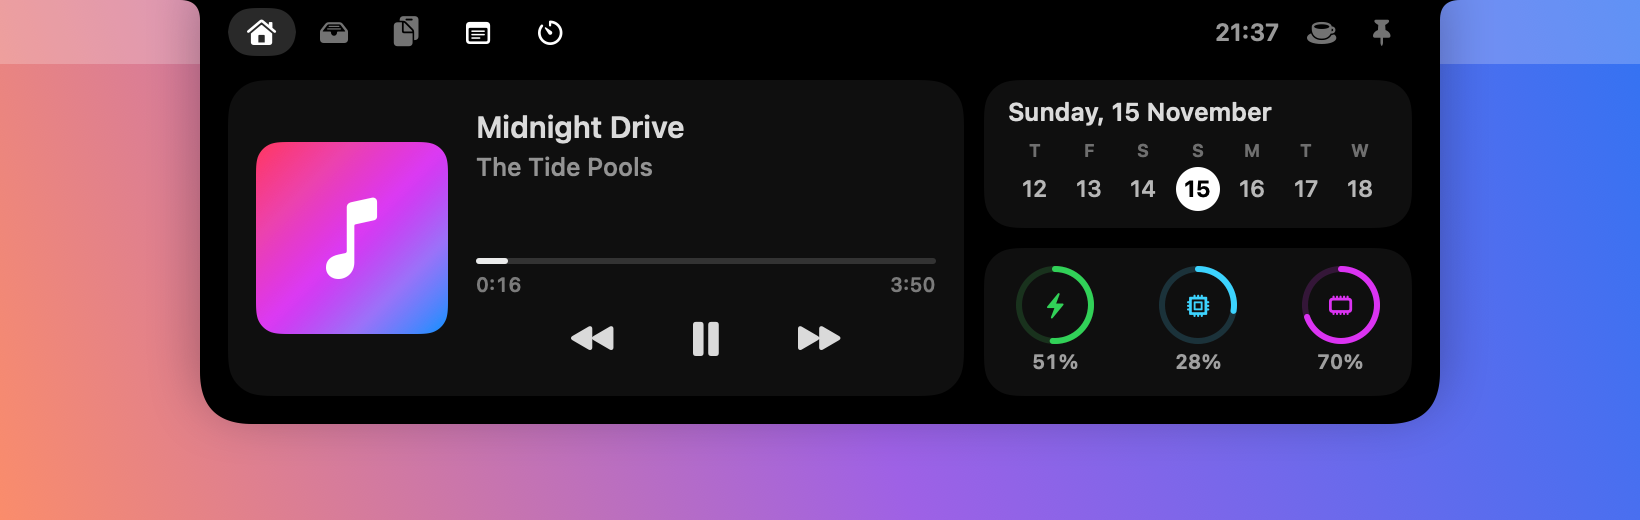 21:37
Midnight Drive
The Tide Pools
0:16 3:50
Sunday, 15 November
T F S S M T W
12 13 14 15 16 17 18
51% 28% 70%